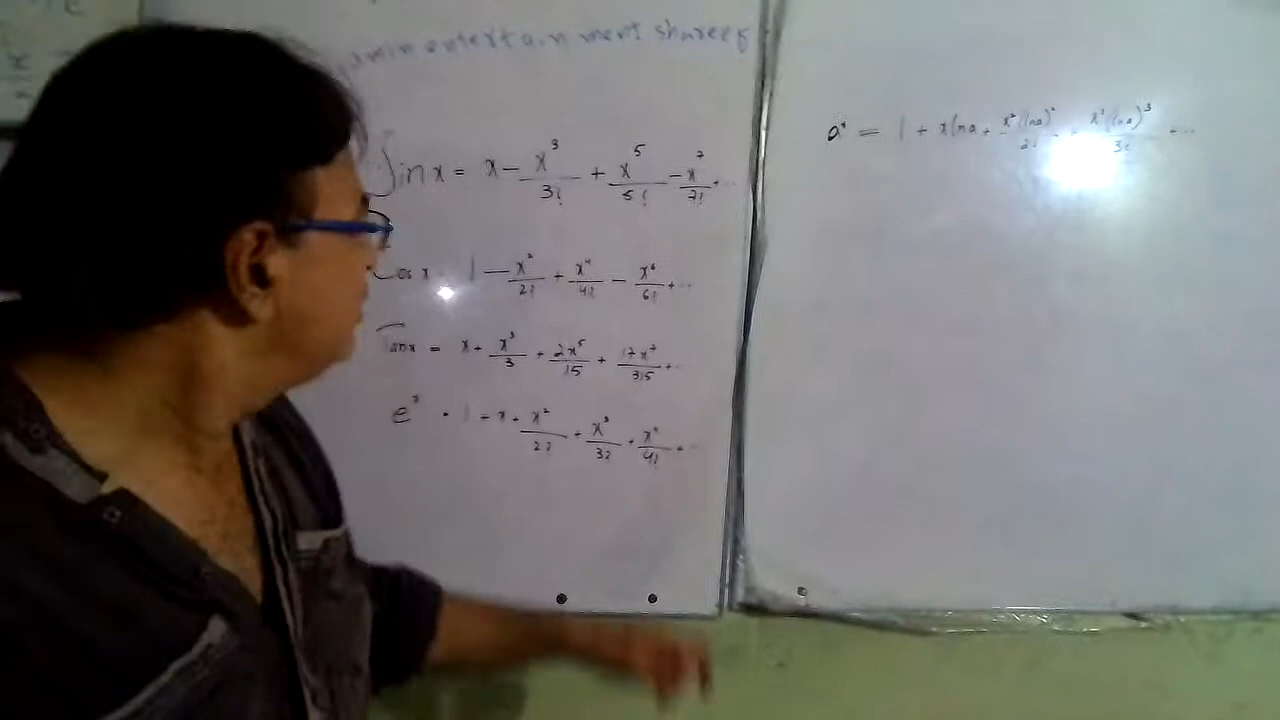 entertainment shareef
Sin x = x - x³/3! + x⁵/5! - x⁷/7! + ...
Cos x = 1 - x²/2! + x⁴/4! - x⁶/6! + ...
Tan x = x + x³/3 + 2x⁵/15 + 17x⁷/315 + ...
eˣ = 1 + x + x²/2! + x³/3! + x⁴/4! + ...
aˣ = 1 + x lna + x²(lna)²/2! + x³(lna)³/3! + ...